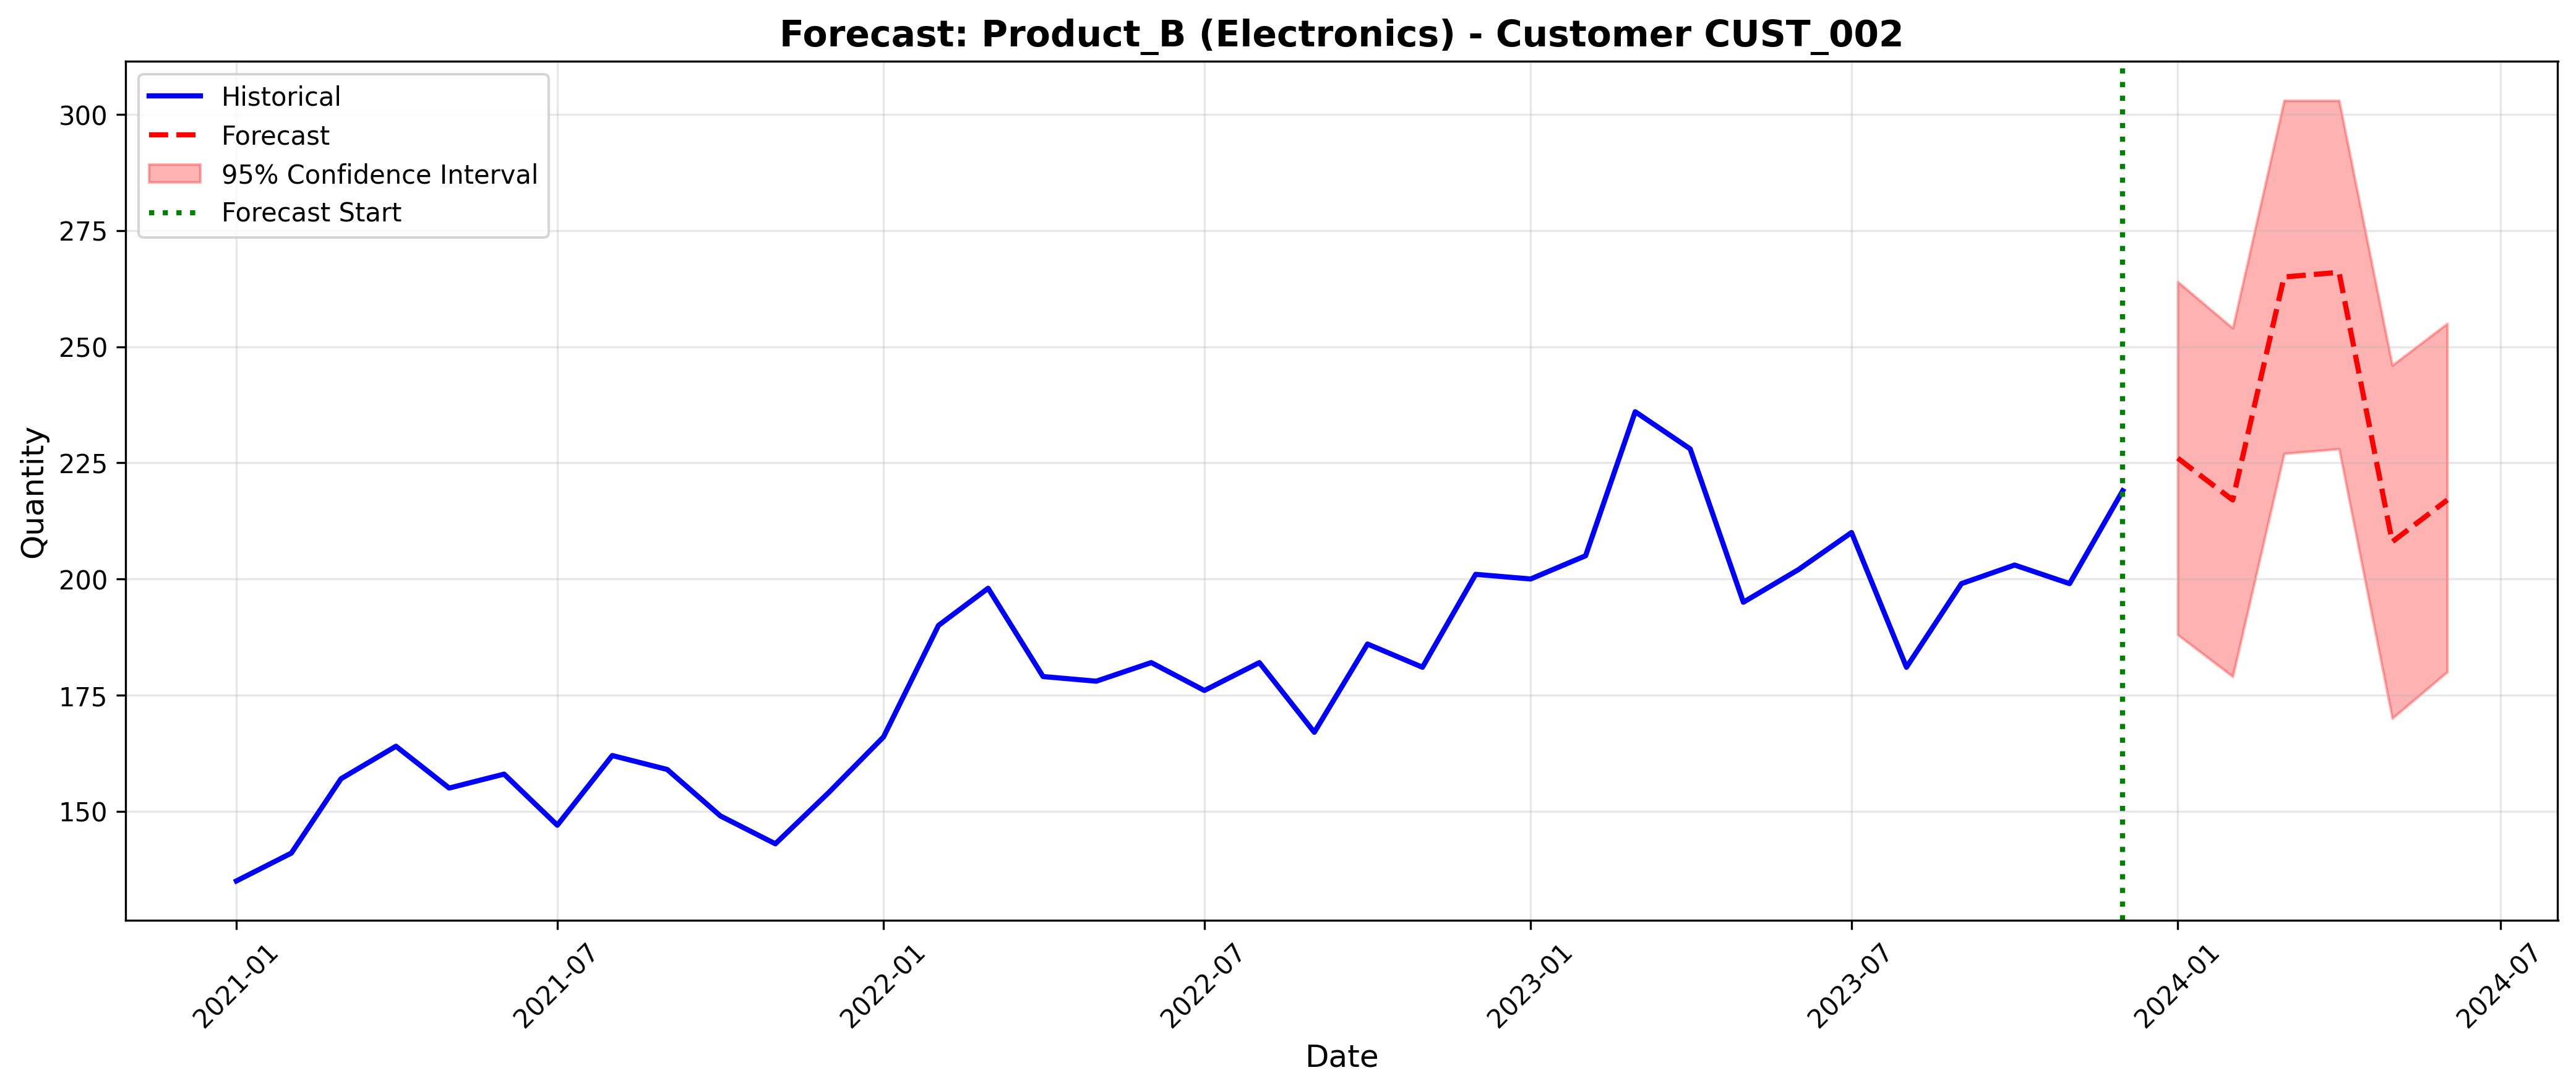 Forecast: Product_B (Electronics) - Customer CUST_002
Historical
Forecast
95% Confidence Interval
Forecast Start
300
275
250
225
200
175
150
Quantity
2021-01
2021-07
2022-01
2022-07
2023-01
2023-07
2024-01
2024-07
Date